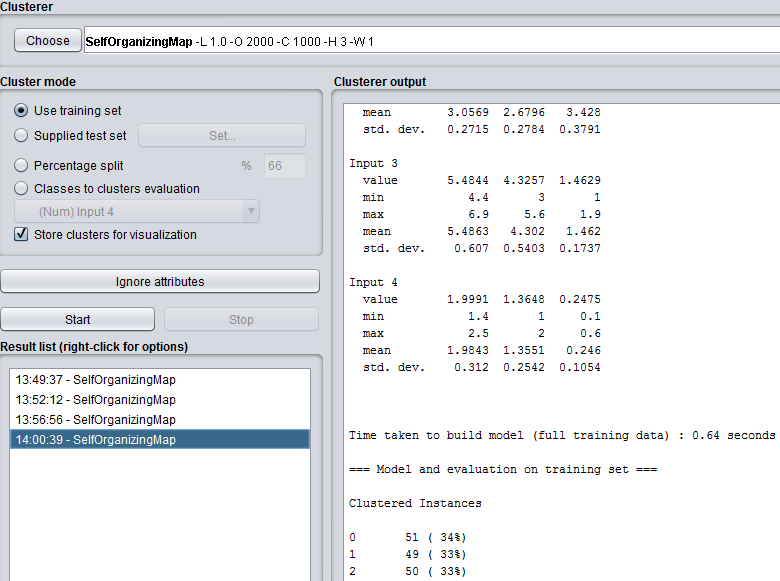 Clusterer
Choose SelfOrganizingMap -L 1.0 -O 2000 -C 1000 -H 3 -W 1
Cluster mode
Use training set
Supplied test set Set...
Percentage split % 66
Classes to clusters evaluation
(Num) Input 4
Store clusters for visualization
Ignore attributes
Start Stop
Result list (right-click for options)
13:49:37 - SelfOrganizingMap
13:52:12 - SelfOrganizingMap
13:56:56 - SelfOrganizingMap
14:00:39 - SelfOrganizingMap
Clusterer output
mean 3.0569 2.6796 3.428
std. dev. 0.2715 0.2784 0.3791
Input 3
value 5.4844 4.3257 1.4629
min 4.4 3 1
max 6.9 5.6 1.9
mean 5.4863 4.302 1.462
std. dev. 0.607 0.5403 0.1737
Input 4
value 1.9991 1.3648 0.2475
min 1.4 1 0.1
max 2.5 2 0.6
mean 1.9843 1.3551 0.246
std. dev. 0.312 0.2542 0.1054
Time taken to build model (full training data) : 0.64 seconds
=== Model and evaluation on training set ===
Clustered Instances
0 51 ( 34%)
1 49 ( 33%)
2 50 ( 33%)